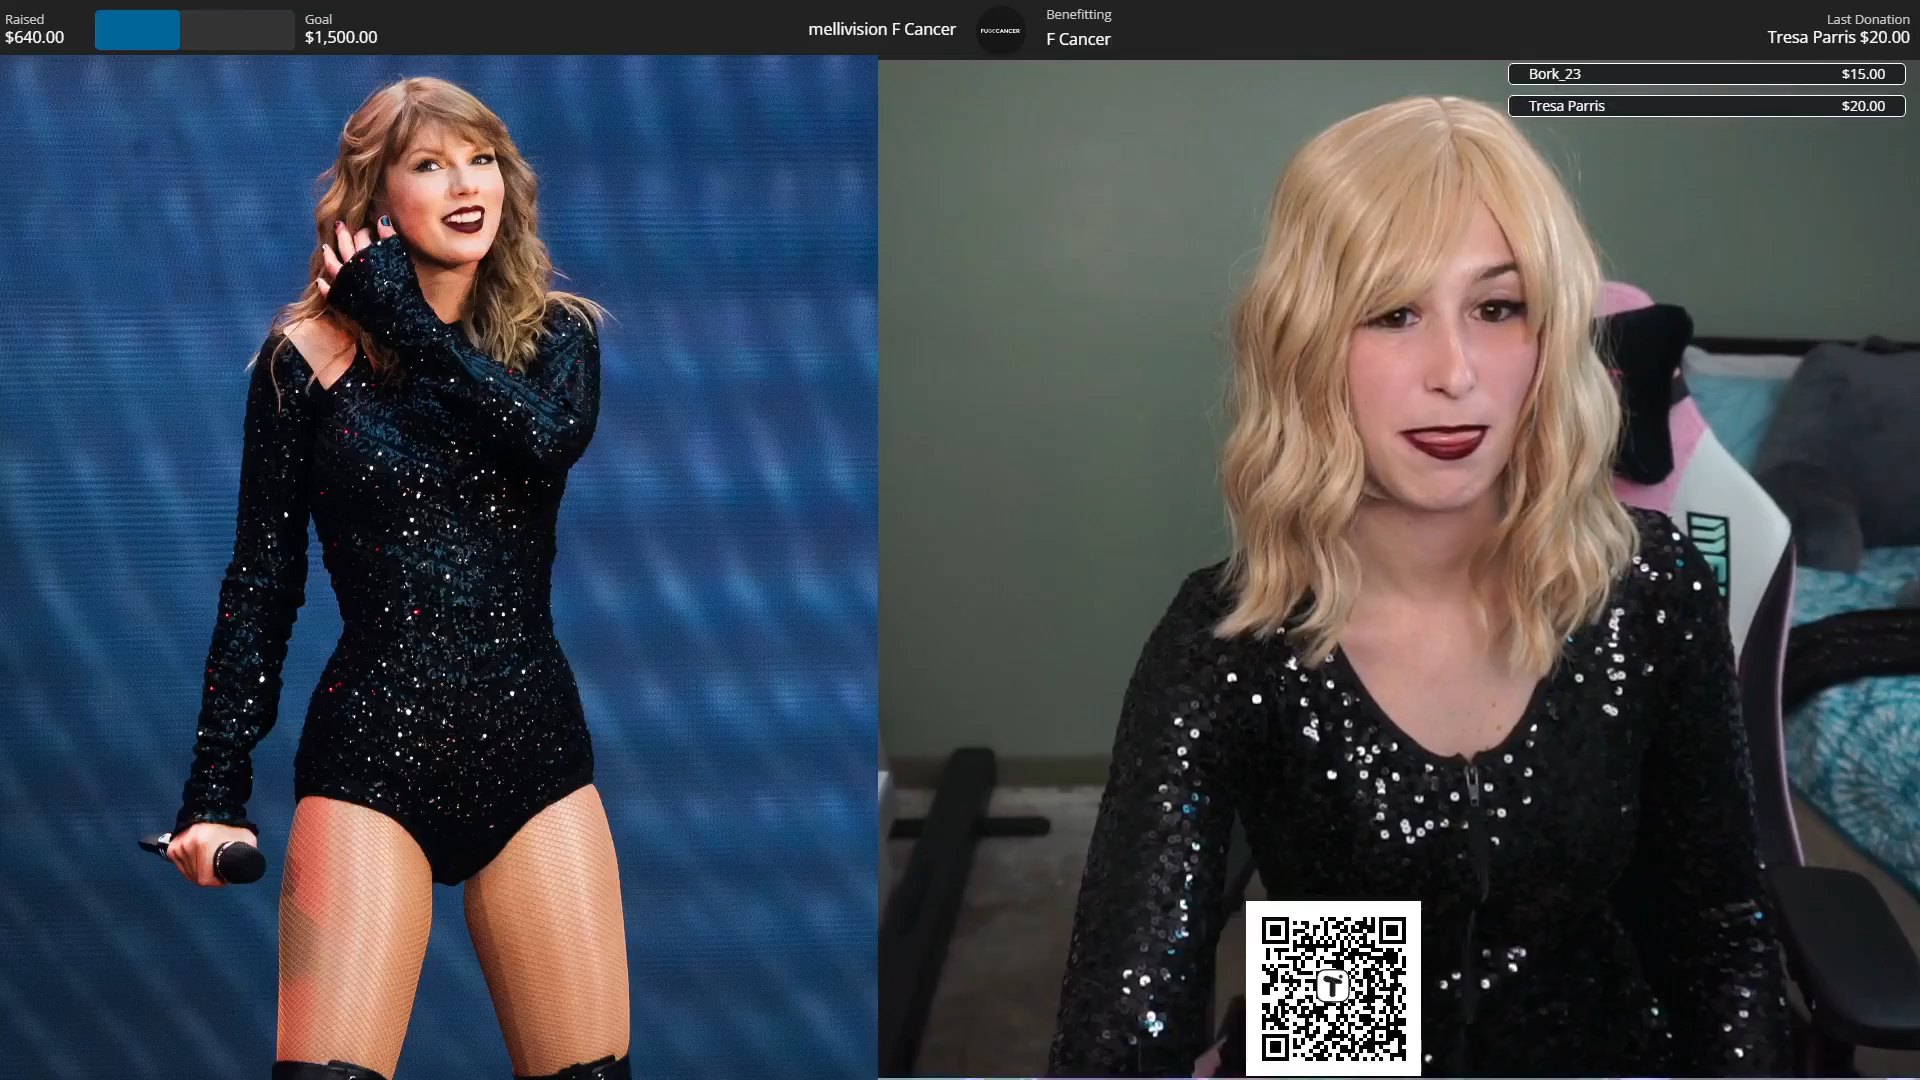 Raised
$640.00
Goal
$1,500.00
mellivision F Cancer
FUCKCANCER
Benefitting
F Cancer
Last Donation
Tresa Parris $20.00
Bork_23 $15.00
Tresa Parris $20.00
T